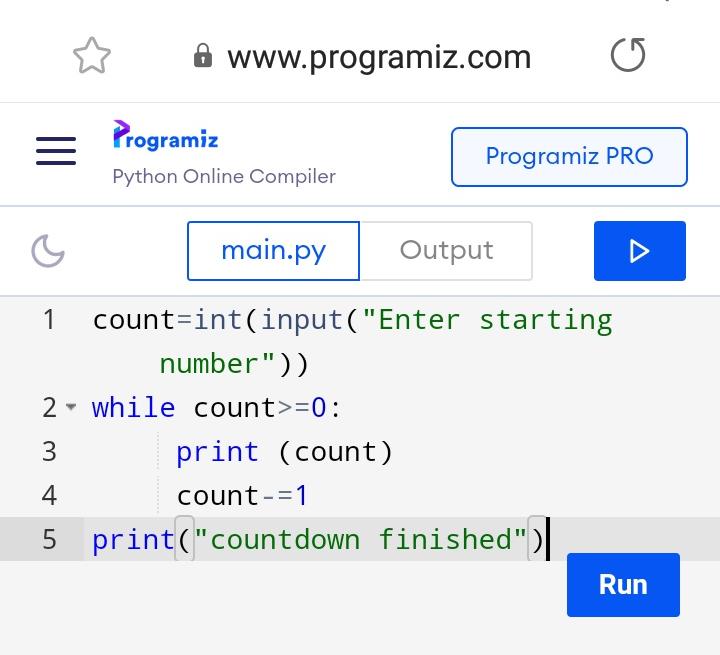 www.programiz.com
Programiz
Python Online Compiler
Programiz PRO
main.py
Output
1 count=int(input("Enter starting
number"))
2 while count>=0:
3 print (count)
4 count-=1
5 print("countdown finished")
Run